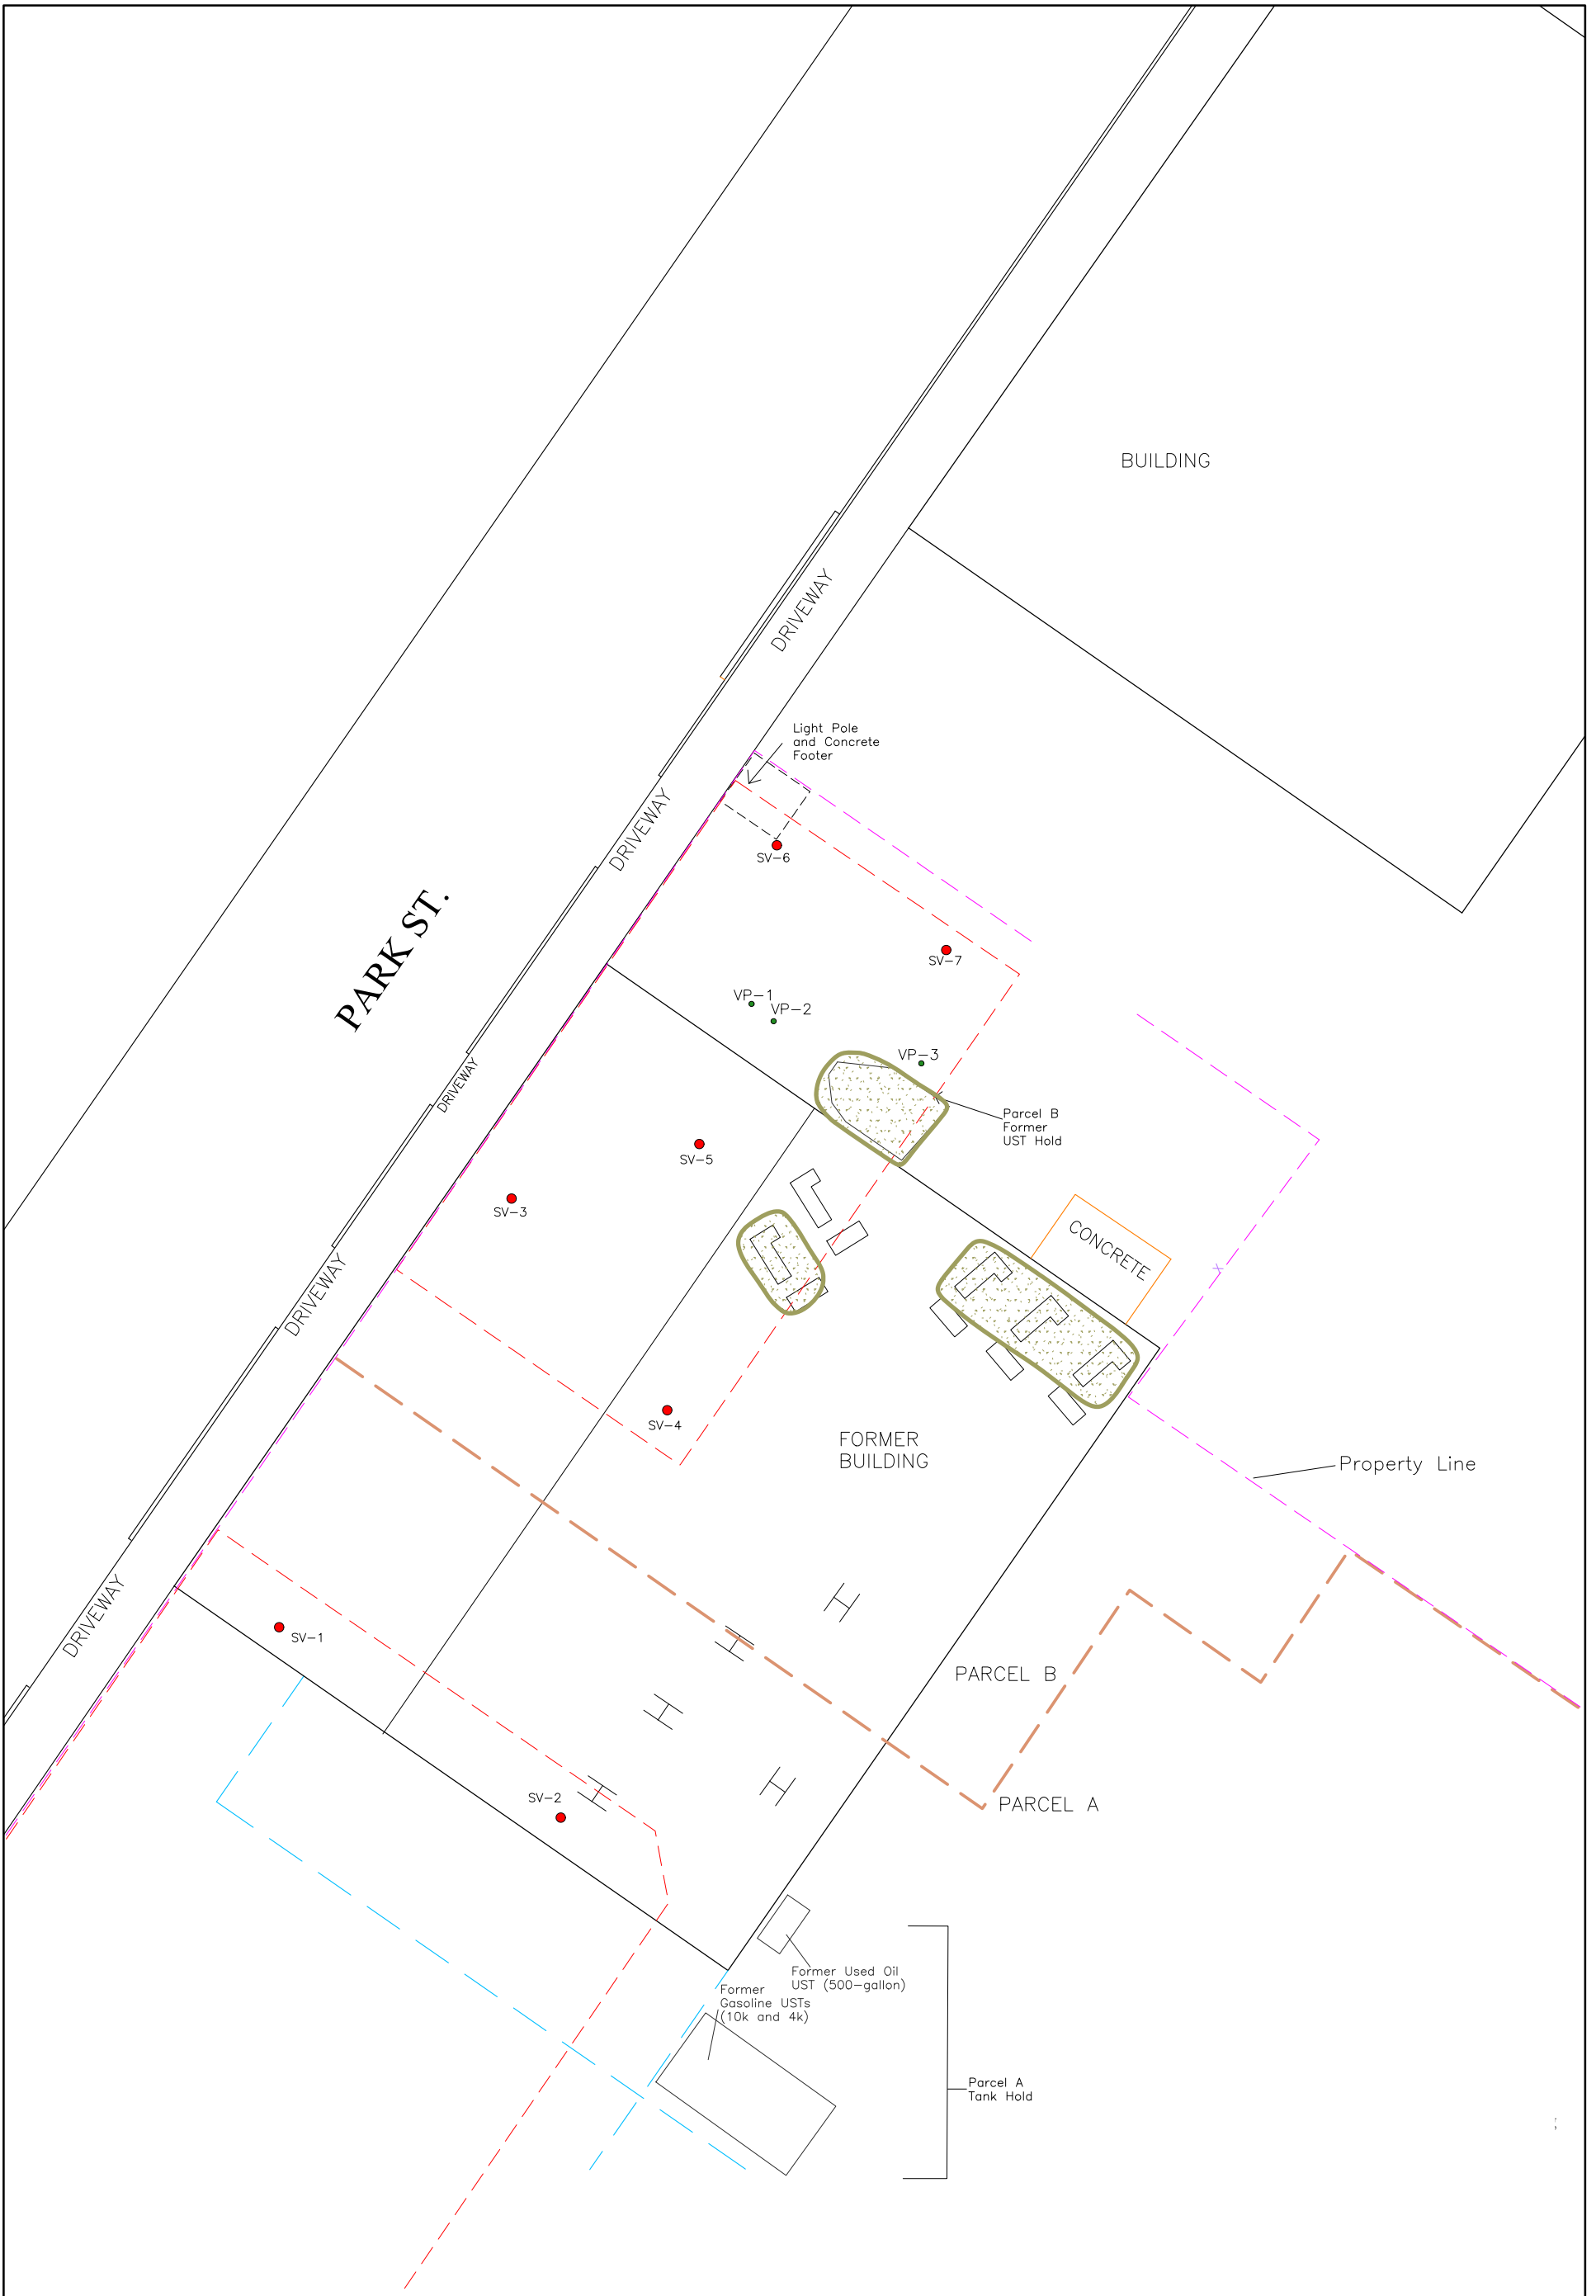 BUILDING
DRIVEWAY
Light Pole
and Concrete
Footer
DRIVEWAY
SV-6
PARK ST.
SV-7
VP-1
VP-2
VP-3
DRIVEWAY
Parcel B
Former
UST Hold
SV-5
SV-3
CONCRETE
X
DRIVEWAY
SV-4
FORMER
BUILDING
Property Line
DRIVEWAY
SV-1
PARCEL B
SV-2
PARCEL A
Former Used Oil
UST (500-gallon)
Former
Gasoline USTs
(10k and 4k)
Parcel A
Tank Hold